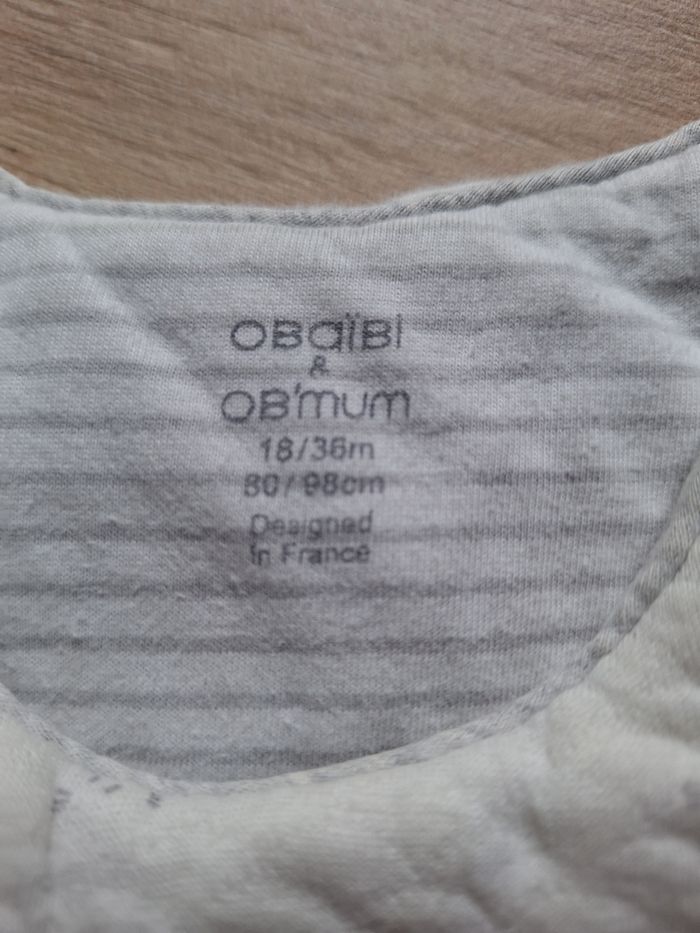 OBaïBi
&
OB'mum
18/36m
80/98cm
Designed
in France